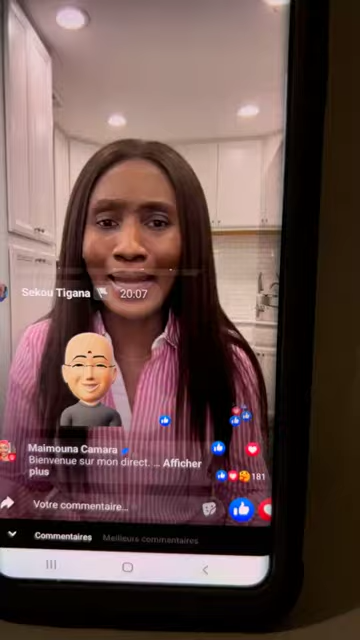 Sekou Tigana 20:07
Maimouna Camara
Bienvenue sur mon direct. ... Afficher
plus
181
Votre commentaire...
Commentaires Meilleurs commentaires